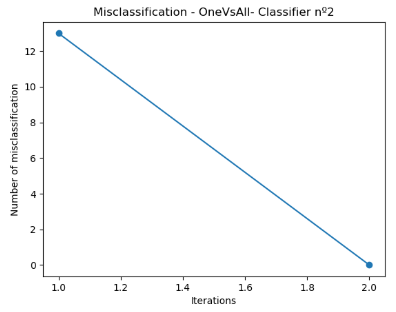 Misclassification - OneVsAll- Classifier nº2
Number of misclassification
12
10
8
6
4
2
0
1.0 1.2 1.4 1.6 1.8 2.0
Iterations